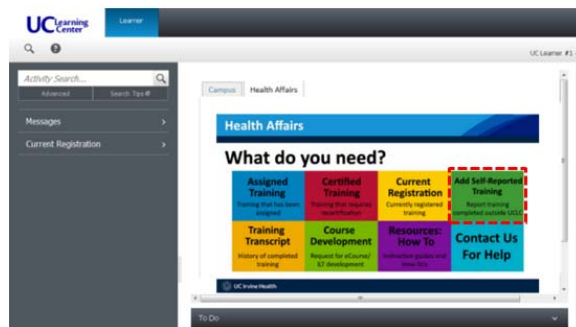 UC Learning
Center
Learner
UC Learner #1
Activity Search...
Advanced
Search Tips
Messages
Current Registration
Campus
Health Affairs
Health Affairs
What do you need?
Assigned
Training
Training that has been
assigned
Certified
Training
Training that requires
recertification
Current
Registration
Currently registered
training
Add Self-Reported
Training
Report training
completed outside UCLC
Training
Transcript
History of completed
training
Course
Development
Request for eCourse/
ILT development
Resources:
How To
Instruction guides and
How To's
Contact Us
For Help
UC Irvine Health
To Do